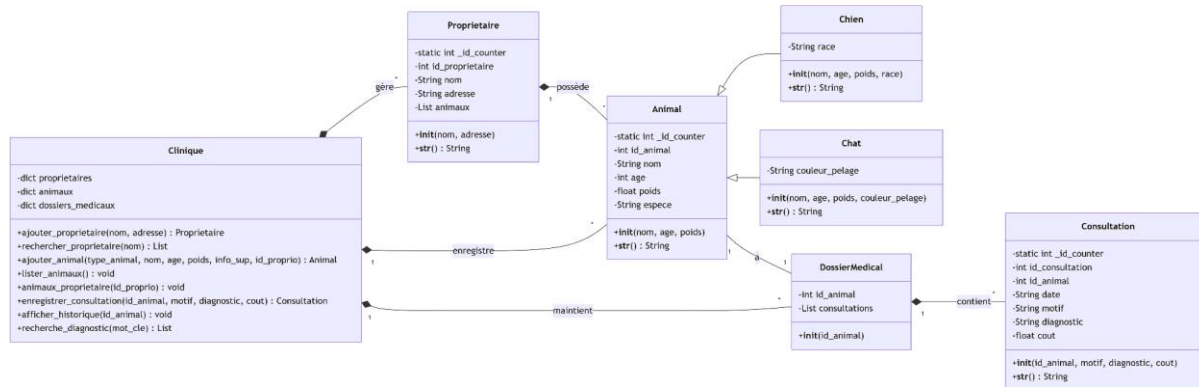 Proprietaire
-static int _id_counter
-int id_proprietaire
-String nom
-String adresse
-List animaux
+init(nom, adresse)
+str() : String
Chien
-String race
+init(nom, age, poids, race)
+str() : String
gère
*
1
possède
*
Animal
-static int _id_counter
-int id_animal
-String nom
-int age
-float poids
-String espece
+init(nom, age, poids)
+str() : String
Chat
-String couleur_pelage
+init(nom, age, poids, couleur_pelage)
+str() : String
Clinique
-dict proprietaires
-dict animaux
-dict dossiers_medicaux
+ajouter_proprietaire(nom, adresse) : Proprietaire
+rechercher_proprietaire(nom) : List
+ajouter_animal(type_animal, nom, age, poids, info_sup, id_proprio) : Animal
+lister_animaux() : void
+animaux_proprietaire(id_proprio) : void
+enregistrer_consultation(id_animal, motif, diagnostic, cout) : Consultation
+afficher_historique(id_animal) : void
+recherche_diagnostic(mot_cle) : List
1
enregistre
*
1
a
1
1
maintient
*
DossierMedical
-int id_animal
-List consultations
+init(id_animal)
1
contient
*
Consultation
-static int _id_counter
-int id_consultation
-int id_animal
-String date
-String motif
-String diagnostic
-float cout
+init(id_animal, motif, diagnostic, cout)
+str() : String